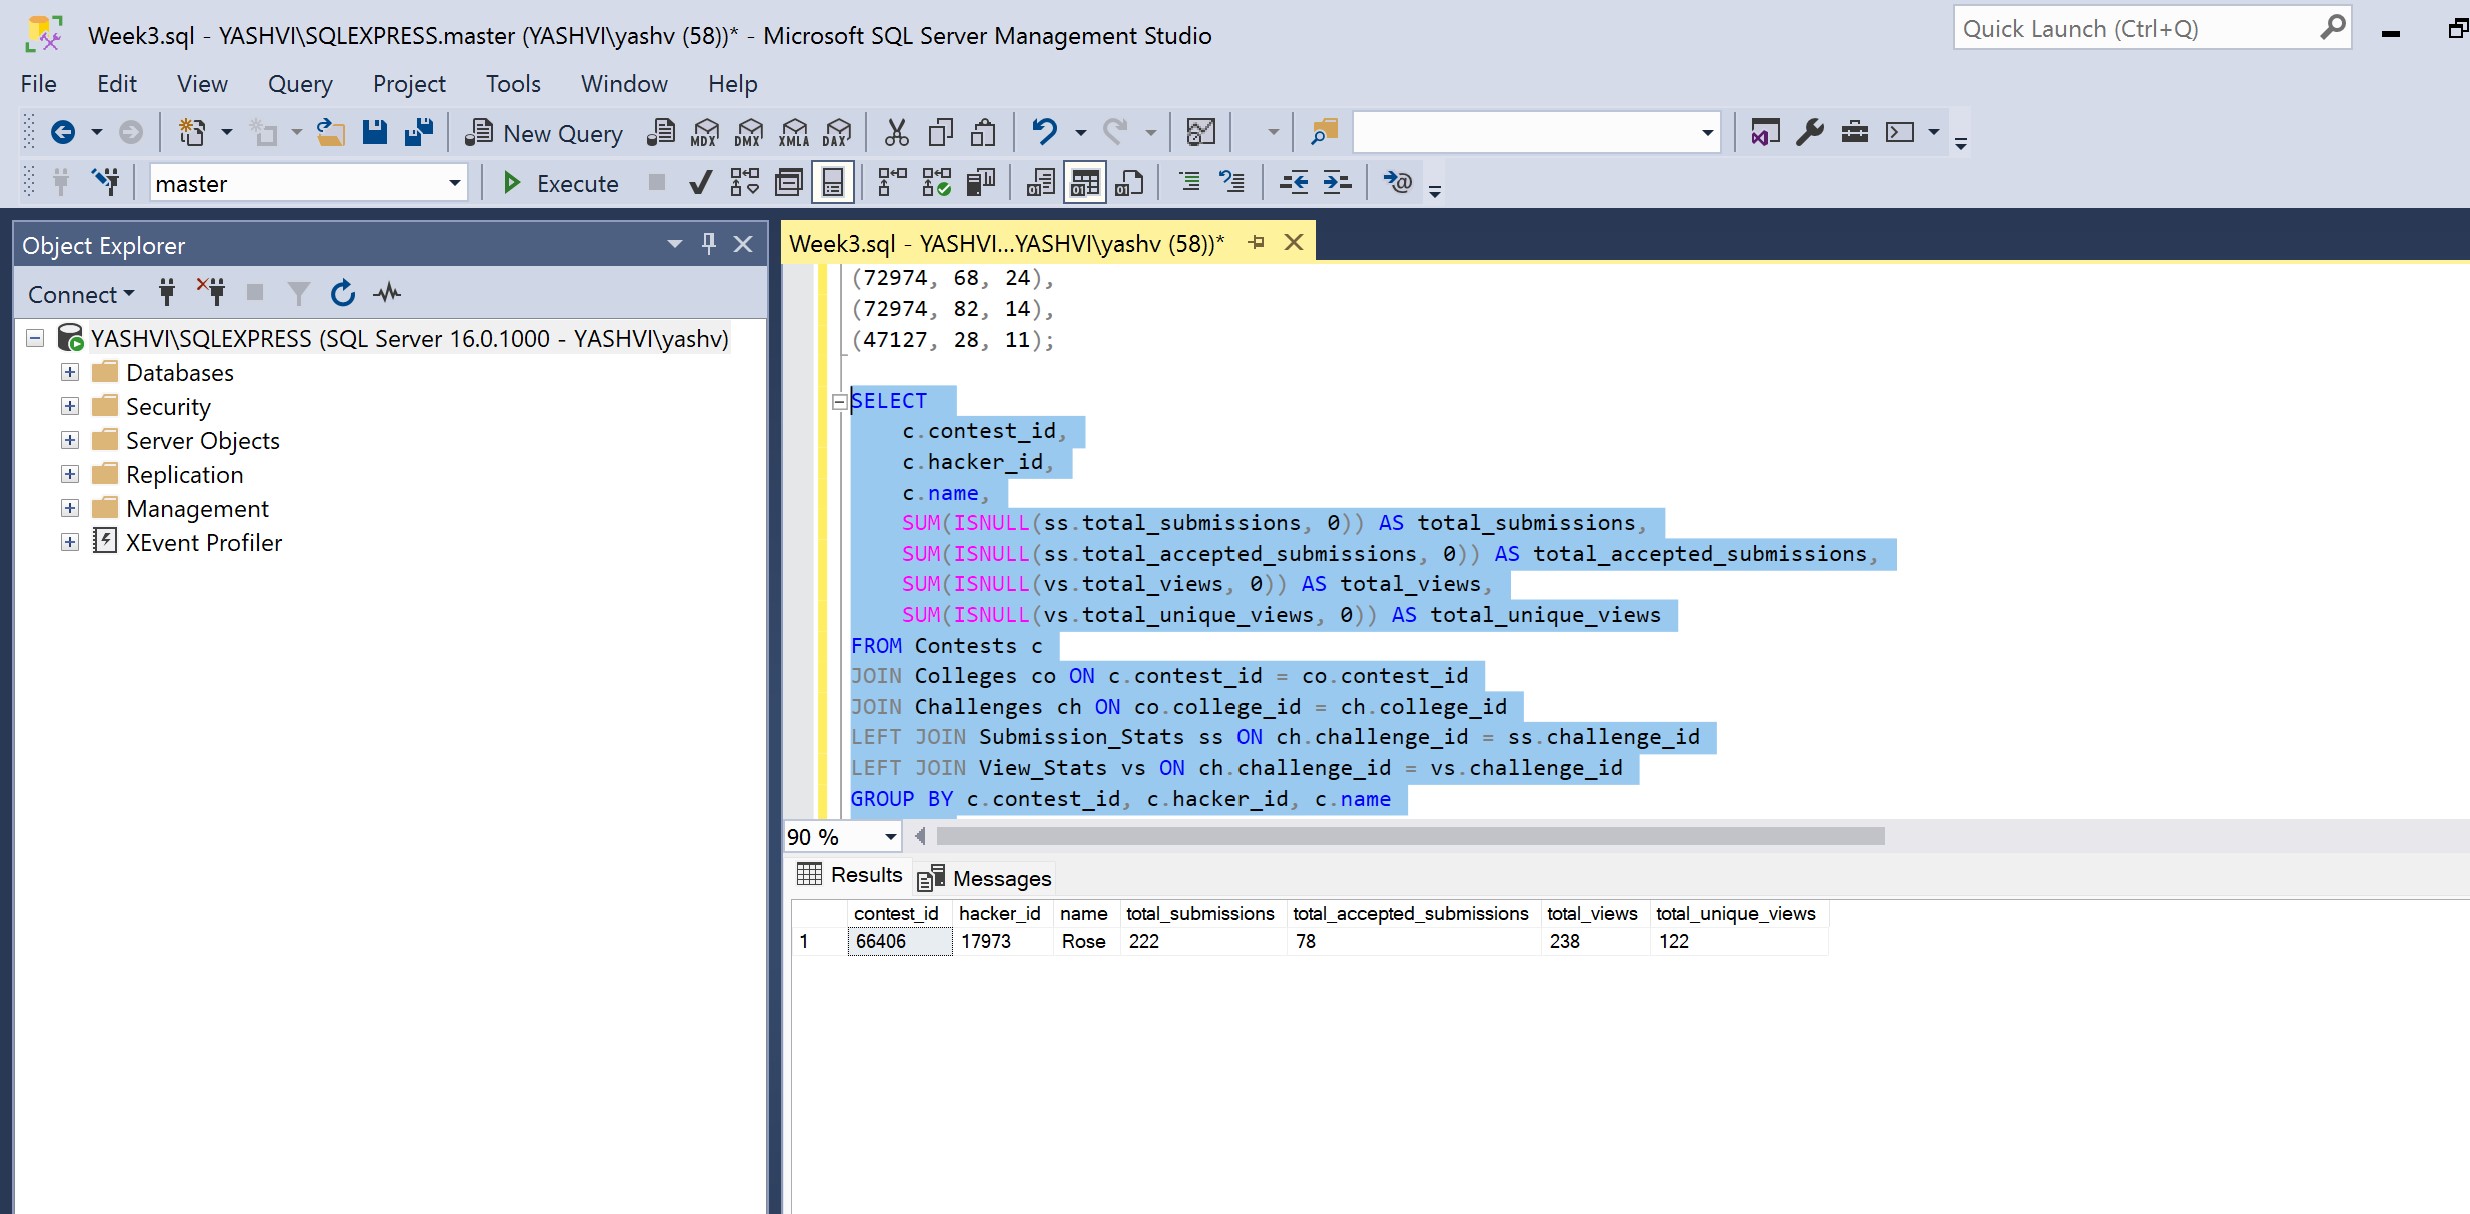 Week3.sql - YASHVI\SQLEXPRESS.master (YASHVI\yashv (58))* - Microsoft SQL Server Management Studio
Quick Launch (Ctrl+Q)
File Edit View Query Project Tools Window Help
New Query MDX DMX XMLA DAX
master Execute
Object Explorer
Connect
YASHVI\SQLEXPRESS (SQL Server 16.0.1000 - YASHVI\yashv)
Databases
Security
Server Objects
Replication
Management
XEvent Profiler
Week3.sql - YASHVI...YASHVI\yashv (58))*
(72974, 68, 24),
(72974, 82, 14),
(47127, 28, 11);
SELECT
c.contest_id,
c.hacker_id,
c.name,
SUM(ISNULL(ss.total_submissions, 0)) AS total_submissions,
SUM(ISNULL(ss.total_accepted_submissions, 0)) AS total_accepted_submissions,
SUM(ISNULL(vs.total_views, 0)) AS total_views,
SUM(ISNULL(vs.total_unique_views, 0)) AS total_unique_views
FROM Contests c
JOIN Colleges co ON c.contest_id = co.contest_id
JOIN Challenges ch ON co.college_id = ch.college_id
LEFT JOIN Submission_Stats ss ON ch.challenge_id = ss.challenge_id
LEFT JOIN View_Stats vs ON ch.challenge_id = vs.challenge_id
GROUP BY c.contest_id, c.hacker_id, c.name
90 %
Results Messages
contest_id hacker_id name total_submissions total_accepted_submissions total_views total_unique_views
1 66406 17973 Rose 222 78 238 122